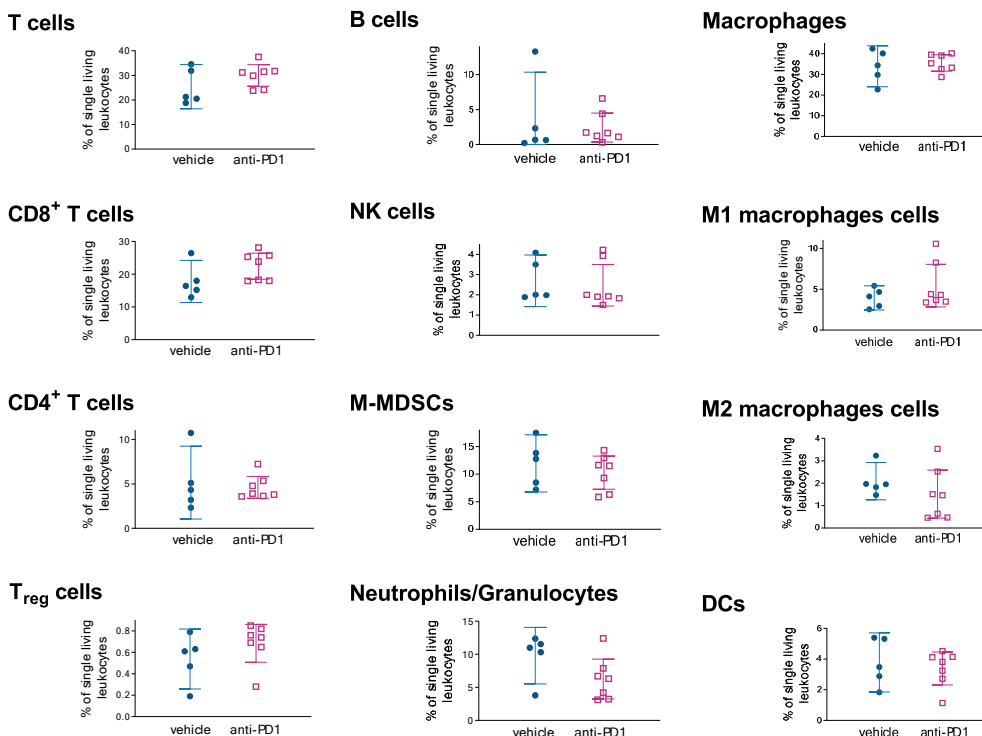 T cells
% of single living
leukocytes
40
30
20
10
0
vehicle
anti-PD1
B cells
% of single living
leukocytes
10
5
0
vehicle
anti-PD1
Macrophages
% of single living
leukocytes
40
30
20
10
0
vehicle
anti-PD1
CD8+ T cells
% of single living
leukocytes
30
20
10
0
vehicle
anti-PD1
NK cells
% of single living
leukocytes
4
3
2
1
0
M1 macrophages cells
% of single living
leukocytes
10
5
0
vehicle
anti-PD1
CD4+ T cells
% of single living
leukocytes
10
5
0
vehicle
anti-PD1
M-MDSCs
% of single living
leukocytes
15
10
5
0
vehicle
anti-PD1
M2 macrophages cells
% of single living
leukocytes
4
3
2
1
0
vehicle
anti-PD1
Treg cells
% of single living
leukocytes
0.8
0.6
0.4
0.2
0.0
vehicle
anti-PD1
Neutrophils/Granulocytes
% of single living
leukocytes
15
10
5
0
vehicle
anti-PD1
DCs
% of single living
leukocytes
6
4
2
0
vehicle
anti-PD1